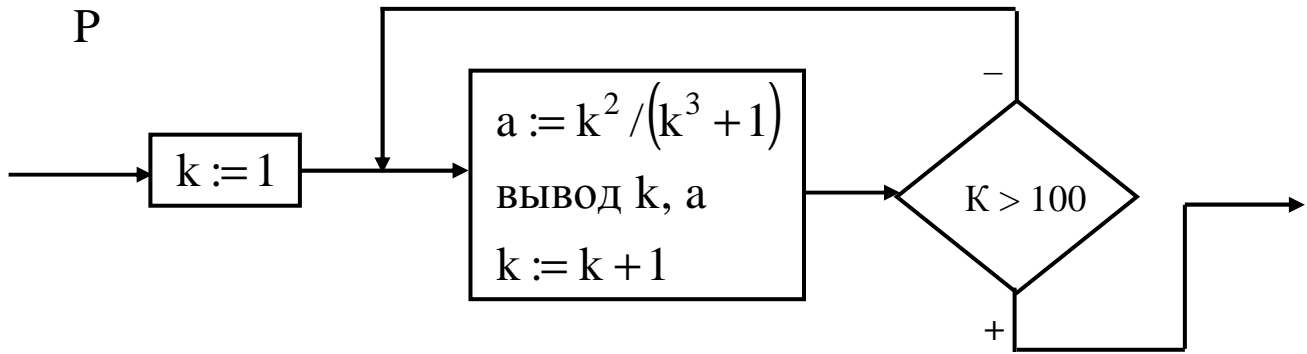 P
k := 1
a := k²/(k³ + 1)
вывод k, a
k := k + 1
–
К > 100
+